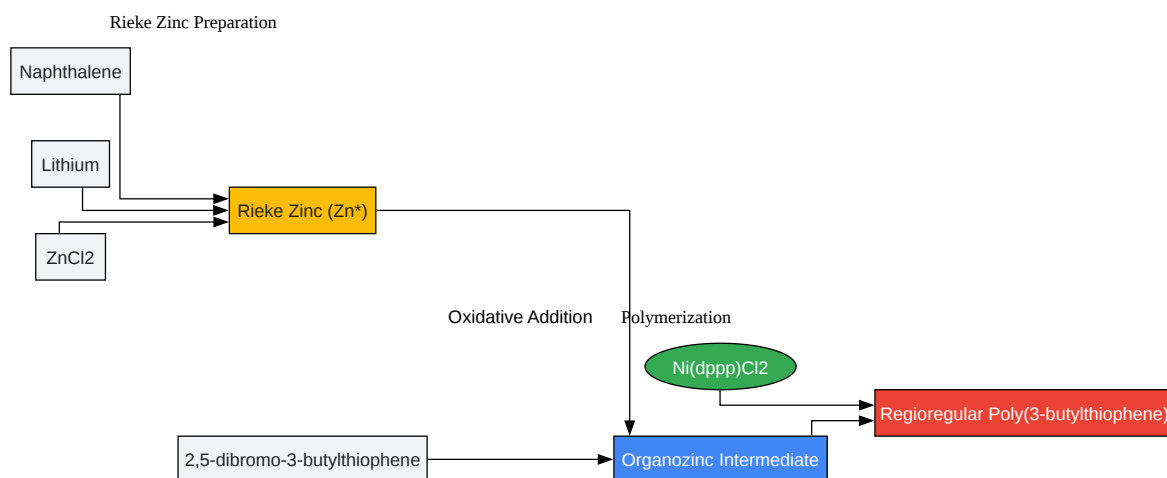 Rieke Zinc Preparation
Naphthalene
Lithium
Rieke Zinc (Zn*)
ZnCl2
Oxidative Addition
Polymerization
Ni(dppp)Cl2
Regioregular Poly(3-butylthiophene)
2,5-dibromo-3-butylthiophene
Organozinc Intermediate